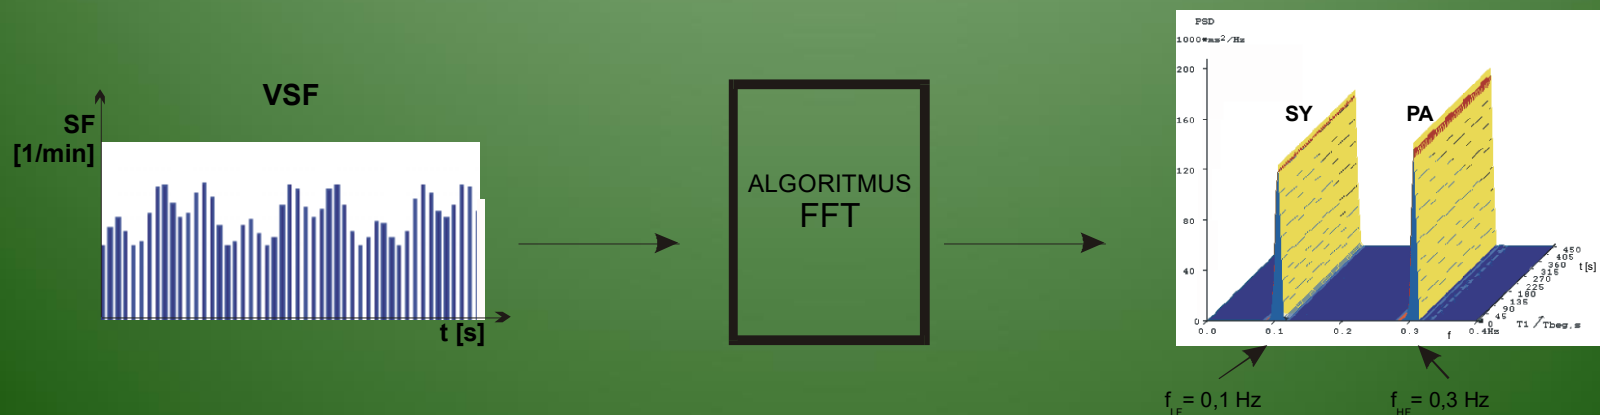 VSF
SF
[1/min]
t [s]
ALGORITMUS
FFT
PSD
1000*ms²/Hz
200
160
120
80
40
0
SY
PA
0.0
0.1
0.2
0.3
0.4Hz
f
0
45
90
135
180
225
270
315
360
405
450
t [s]
T1 / Tbeg,s
f LF = 0,1 Hz
f HF = 0,3 Hz